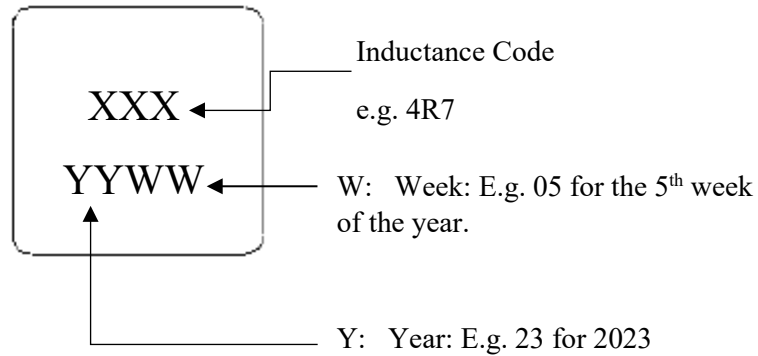 XXX
YYWW
Inductance Code
e.g. 4R7
W: Week: E.g. 05 for the 5th week
of the year.
Y: Year: E.g. 23 for 2023